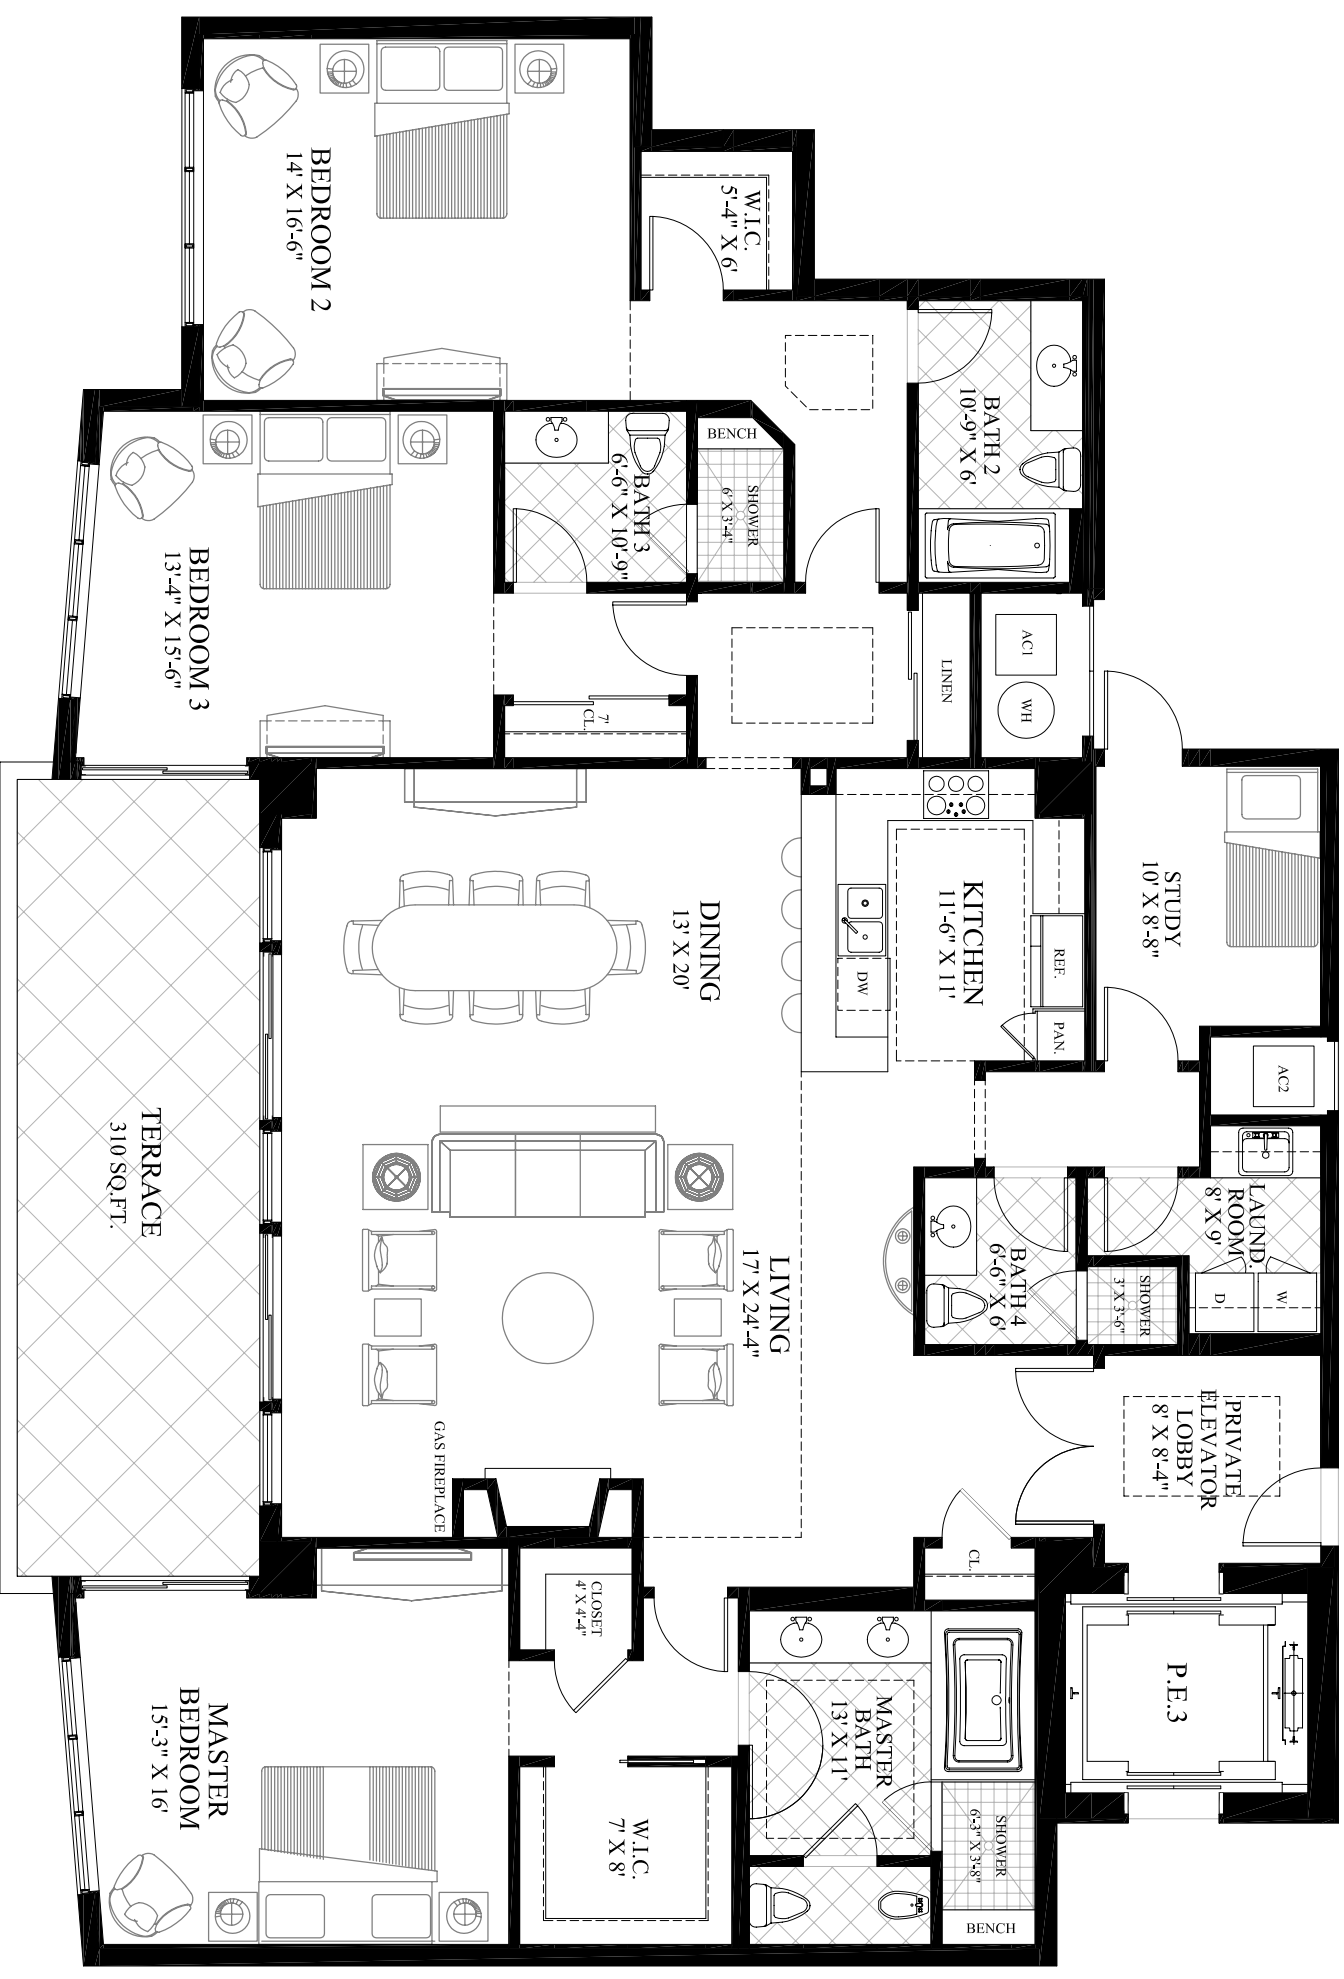 BEDROOM 2
14' X 16'-6"
W.I.C.
5'-4" X 6'
BATH 2
10'-9" X 6'
BENCH
SHOWER
6' X 3'-4"
BATH 3
6'-6" X 10'-9"
BEDROOM 3
13'-4" X 15'-6"
7'
CL.
LINEN
AC1
WH
STUDY
10' X 8'-8"
KITCHEN
11'-6" X 11'
REF.
PAN.
DW
DINING
13' X 20'
AC2
LAUND.
ROOM
8' X 9'
W
D
SHOWER
3' X 3'-6"
BATH 4
6'-6" X 6'
TERRACE
310 SQ.FT.
LIVING
17' X 24'-4"
PRIVATE
ELEVATOR
LOBBY
8' X 8'-4"
GAS FIREPLACE
CL.
CLOSET
4' X 4'-4"
P.E.3
MASTER
BATH
13' X 11'
MASTER
BEDROOM
15'-3" X 16'
W.I.C.
7' X 8'
SHOWER
6'-3" X 3'-8"
BENCH